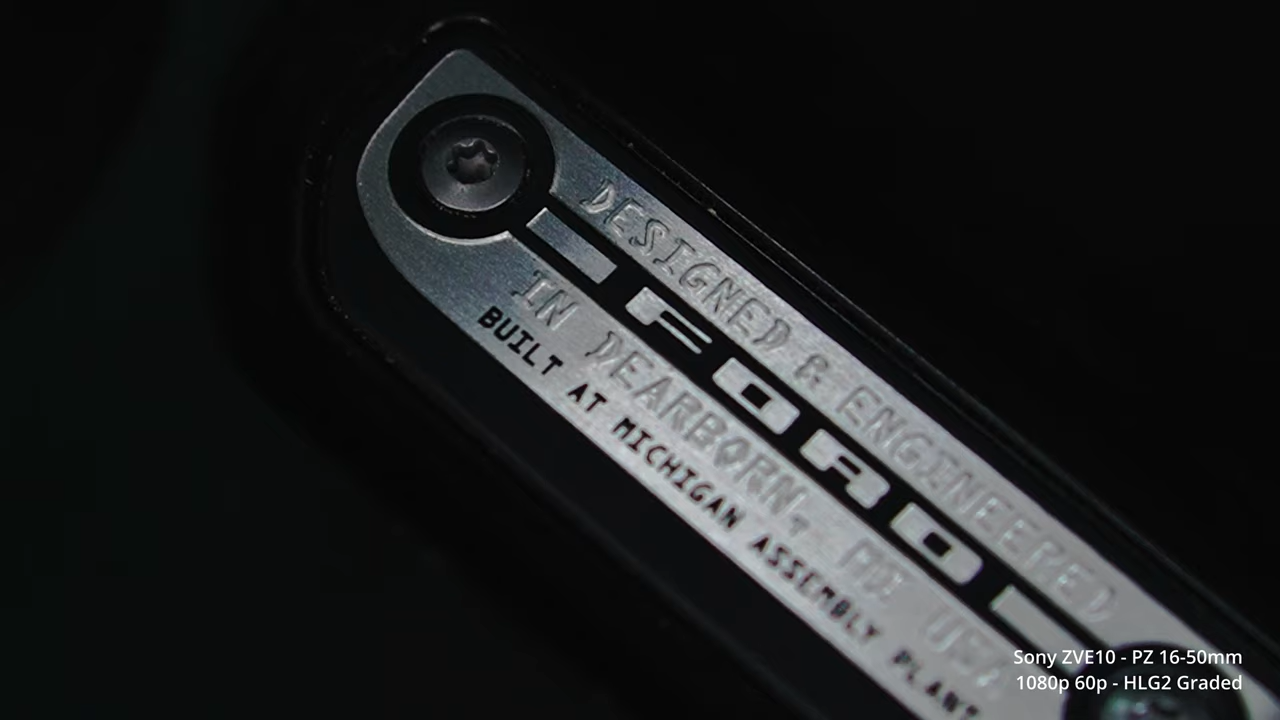 DESIGNED & ENGINEERED
FORD
IN DEARBORN, MI USA
BUILT AT MICHIGAN ASSEMBLY PLANT
Sony ZVE10 - PZ 16-50mm
1080p 60p - HLG2 Graded